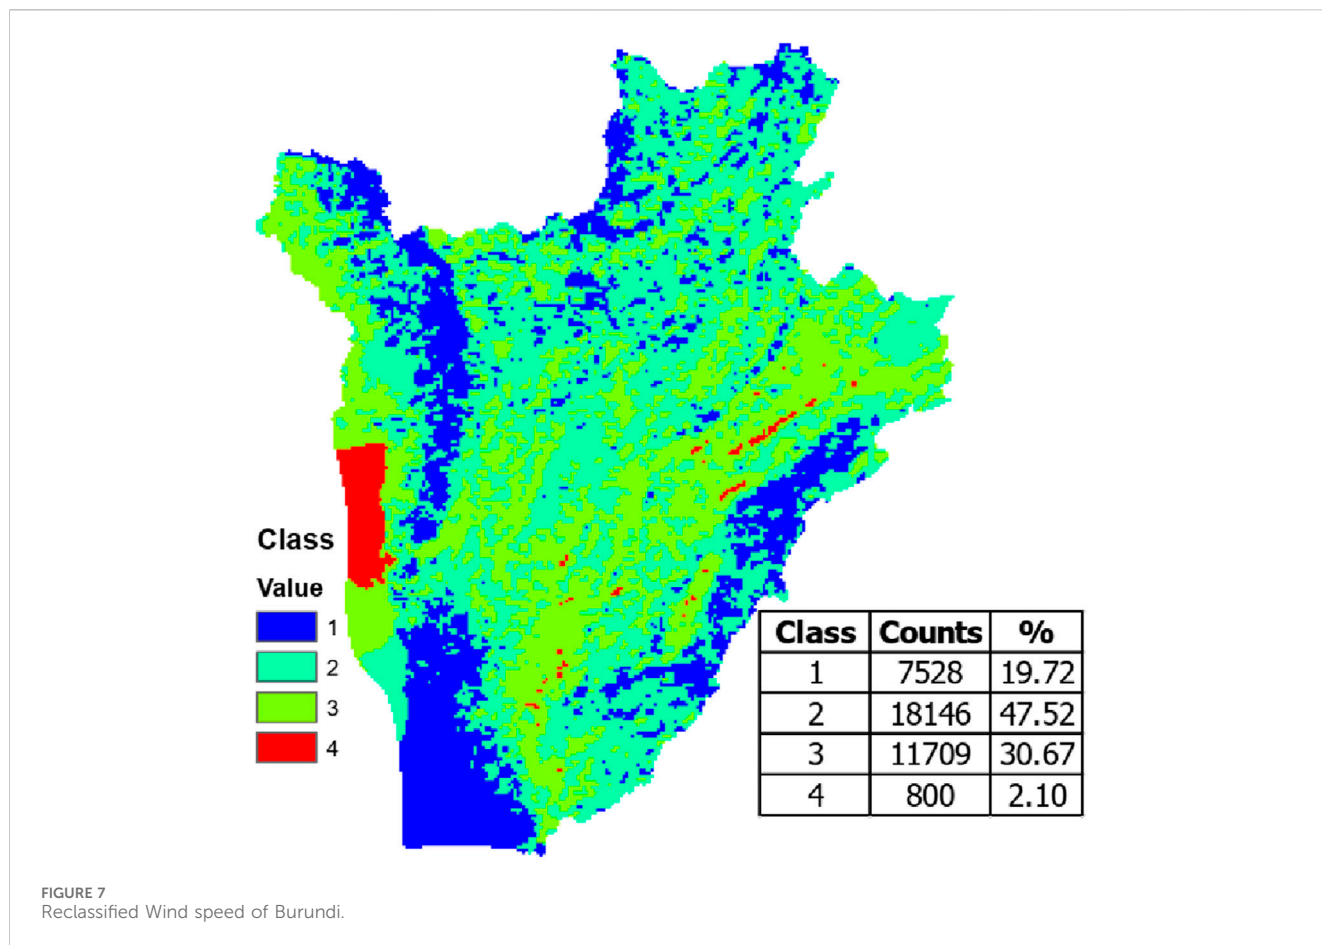 Class
Value
1
2
3
4
Class Counts %
1 7528 19.72
2 18146 47.52
3 11709 30.67
4 800 2.10
FIGURE 7
Reclassified Wind speed of Burundi.